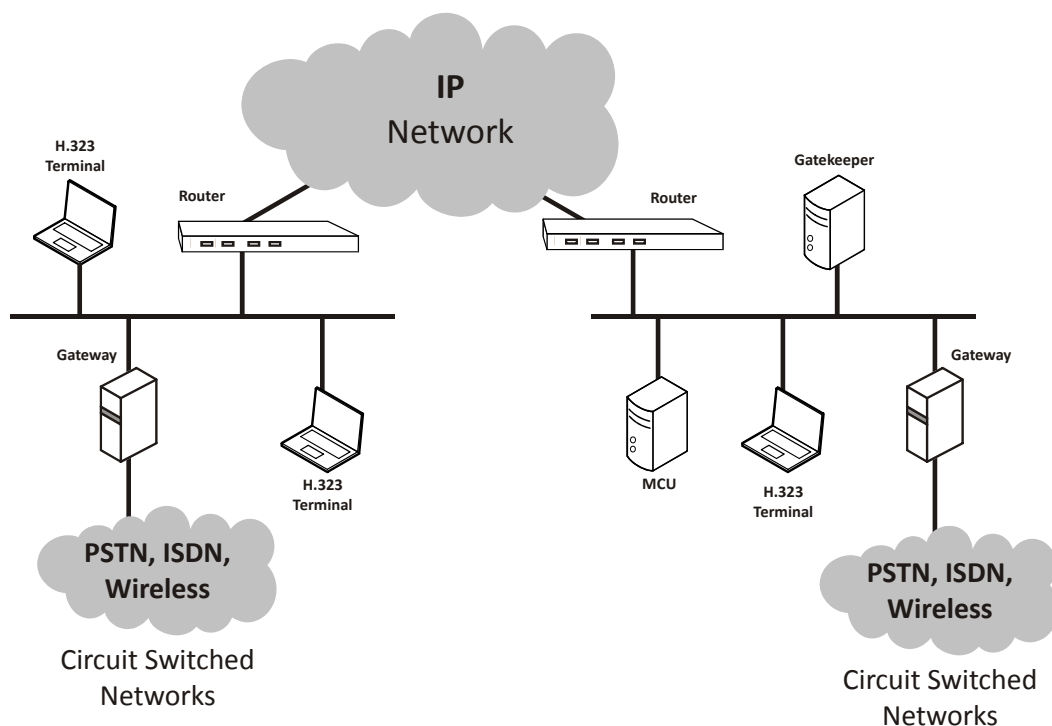 IP
Network
H.323
Terminal
Router
Router
Gatekeeper
Gateway
H.323
Terminal
MCU
H.323
Terminal
Gateway
PSTN, ISDN,
Wireless
Circuit Switched
Networks
PSTN, ISDN,
Wireless
Circuit Switched
Networks